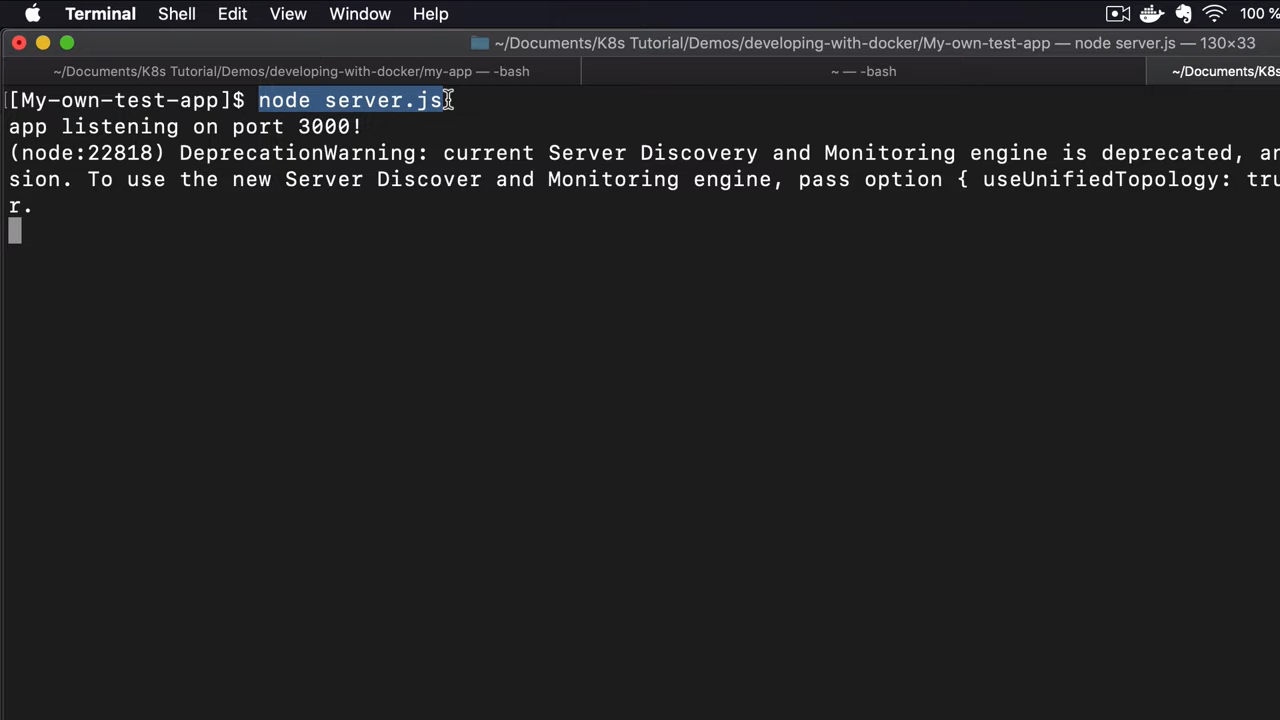 Terminal Shell Edit View Window Help 100 %
~/Documents/K8s Tutorial/Demos/developing-with-docker/My-own-test-app — node server.js — 130×33
~/Documents/K8s Tutorial/Demos/developing-with-docker/my-app — -bash ~ — -bash ~/Documents/K8s
[[My-own-test-app]$ node server.js
app listening on port 3000!
(node:22818) DeprecationWarning: current Server Discovery and Monitoring engine is deprecated, an
sion. To use the new Server Discover and Monitoring engine, pass option { useUnifiedTopology: tru
r.